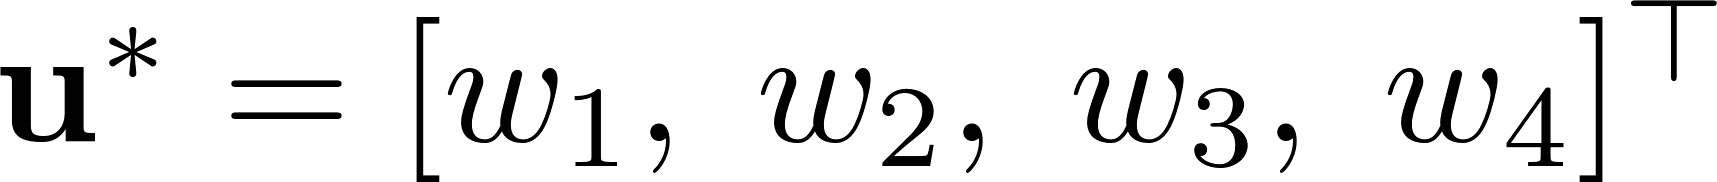 u* = [w₁, w₂, w₃, w₄]⊤